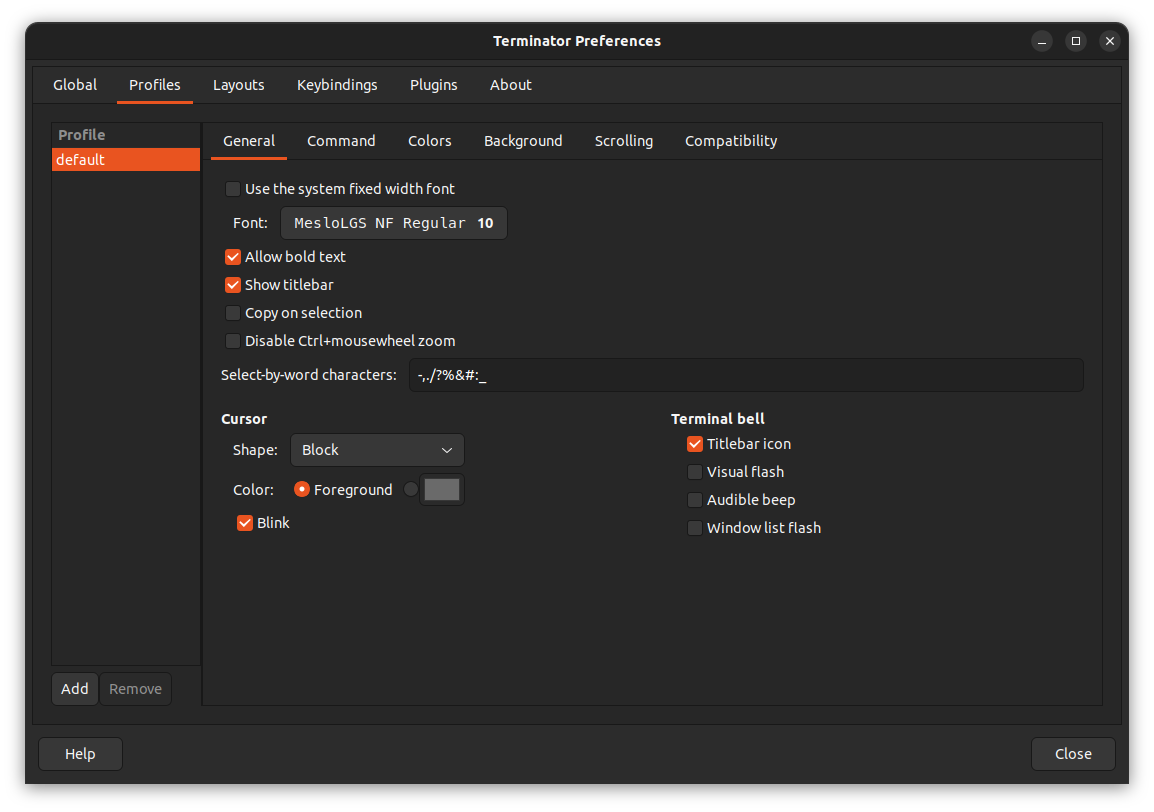 Terminator Preferences
Global Profiles Layouts Keybindings Plugins About
Profile
default
General Command Colors Background Scrolling Compatibility
Use the system fixed width font
Font: MesloLGS NF Regular 10
Allow bold text
Show titlebar
Copy on selection
Disable Ctrl+mousewheel zoom
Select-by-word characters: -,./?%&#:_
Cursor
Shape: Block
Color: Foreground
Blink
Terminal bell
Titlebar icon
Visual flash
Audible beep
Window list flash
Add Remove
Help Close